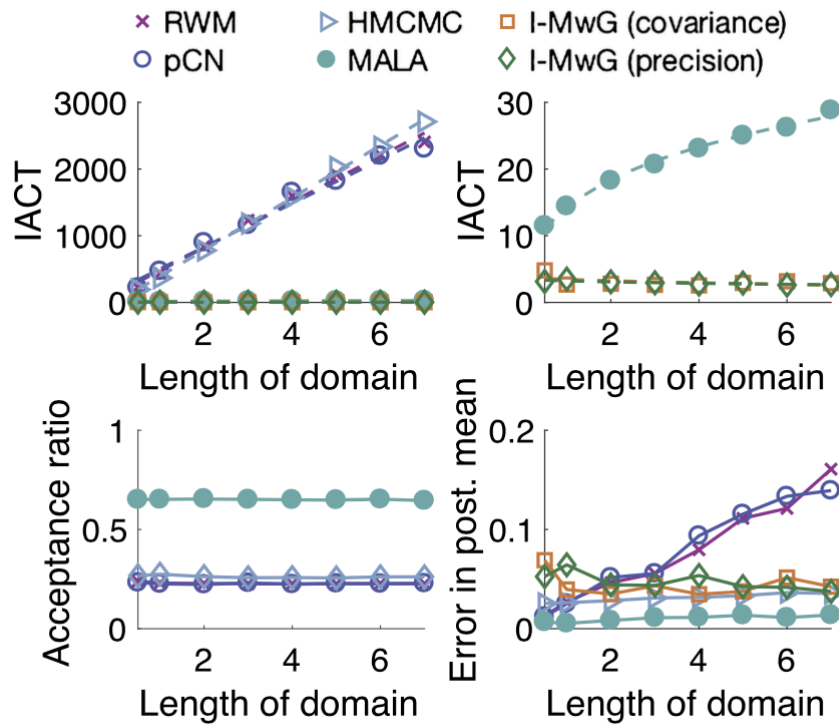 RWM HMCMC I-MwG (covariance)
pCN MALA I-MwG (precision)
3000
2000
1000
0
IACT
2 4 6
Length of domain
30
20
10
0
IACT
2 4 6
Length of domain
1
0.5
0
Acceptance ratio
2 4 6
Length of domain
0.2
0.1
0
Error in post. mean
2 4 6
Length of domain